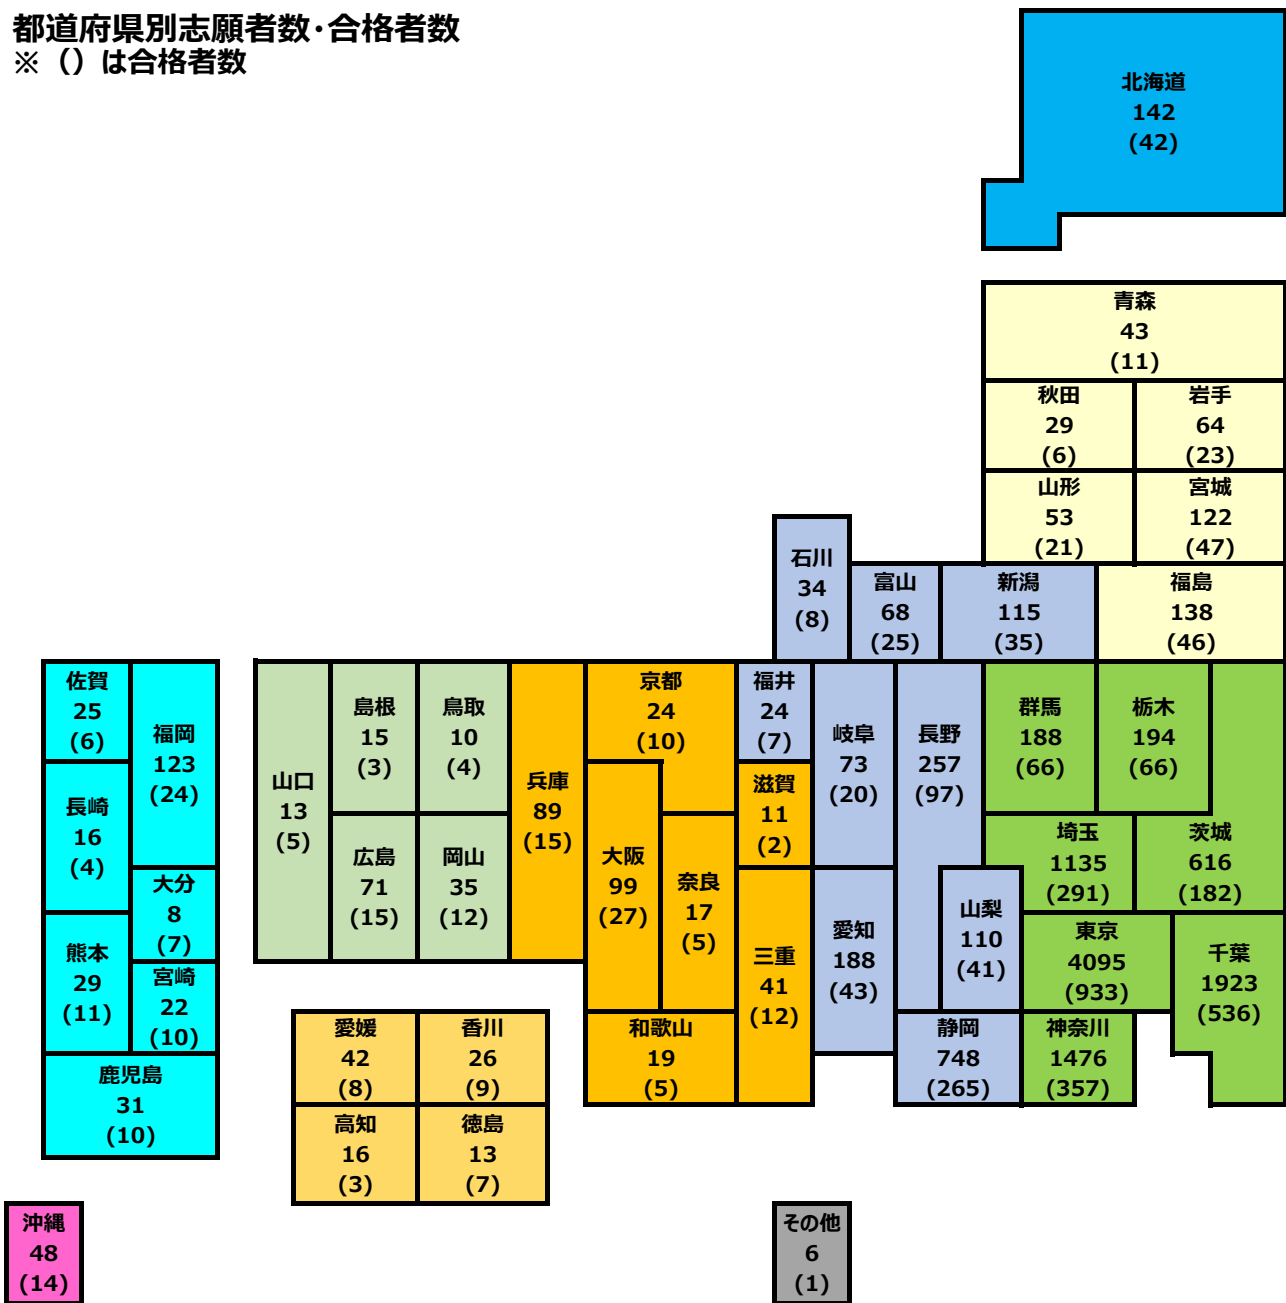 都道府県別志願者数･合格者数
※（）は合格者数
北海道
142
(42)
青森
43
(11)
秋田
29
(6)
岩手
64
(23)
山形
53
(21)
宮城
122
(47)
石川
34
(8)
富山
68
(25)
新潟
115
(35)
福島
138
(46)
佐賀
25
(6)
福岡
123
(24)
長崎
16
(4)
大分
8
(7)
熊本
29
(11)
宮崎
22
(10)
鹿児島
31
(10)
沖縄
48
(14)
山口
13
(5)
島根
15
(3)
鳥取
10
(4)
広島
71
(15)
岡山
35
(12)
兵庫
89
(15)
京都
24
(10)
大阪
99
(27)
奈良
17
(5)
和歌山
19
(5)
福井
24
(7)
滋賀
11
(2)
三重
41
(12)
岐阜
73
(20)
愛知
188
(43)
長野
257
(97)
山梨
110
(41)
静岡
748
(265)
群馬
188
(66)
栃木
194
(66)
埼玉
1135
(291)
茨城
616
(182)
東京
4095
(933)
千葉
1923
(536)
神奈川
1476
(357)
愛媛
42
(8)
香川
26
(9)
高知
16
(3)
徳島
13
(7)
その他
6
(1)